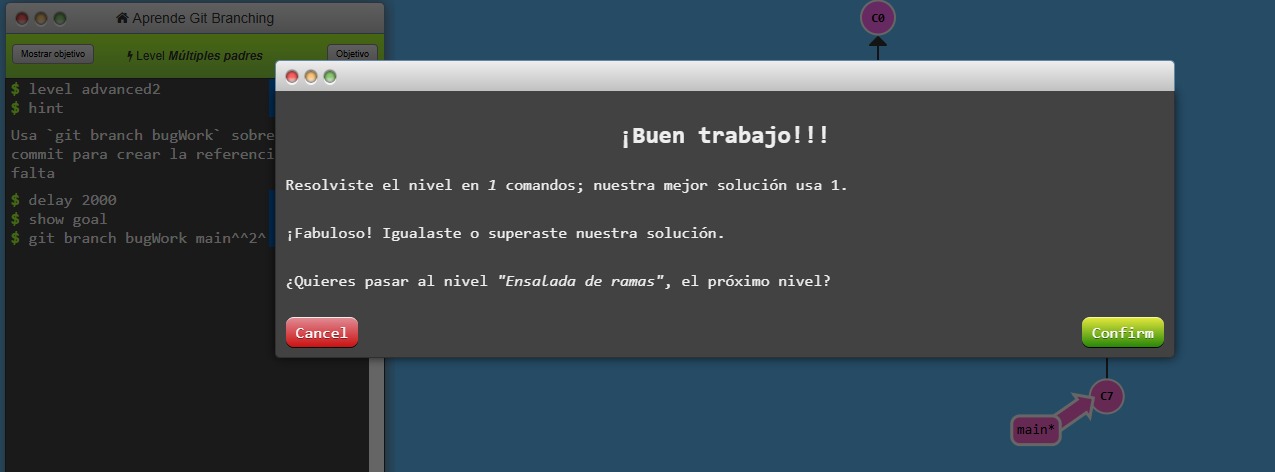 Aprende Git Branching
Mostrar objetivo
Level Múltiples padres
Objetivo
$ level advanced2
$ hint
Usa `git branch bugWork` sobre
commit para crear la referenci
falta
$ delay 2000
$ show goal
$ git branch bugWork main^^2^
C0
¡Buen trabajo!!!
Resolviste el nivel en 1 comandos; nuestra mejor solución usa 1.
¡Fabuloso! Igualaste o superaste nuestra solución.
¿Quieres pasar al nivel "Ensalada de ramas", el próximo nivel?
Cancel
Confirm
C7
main*